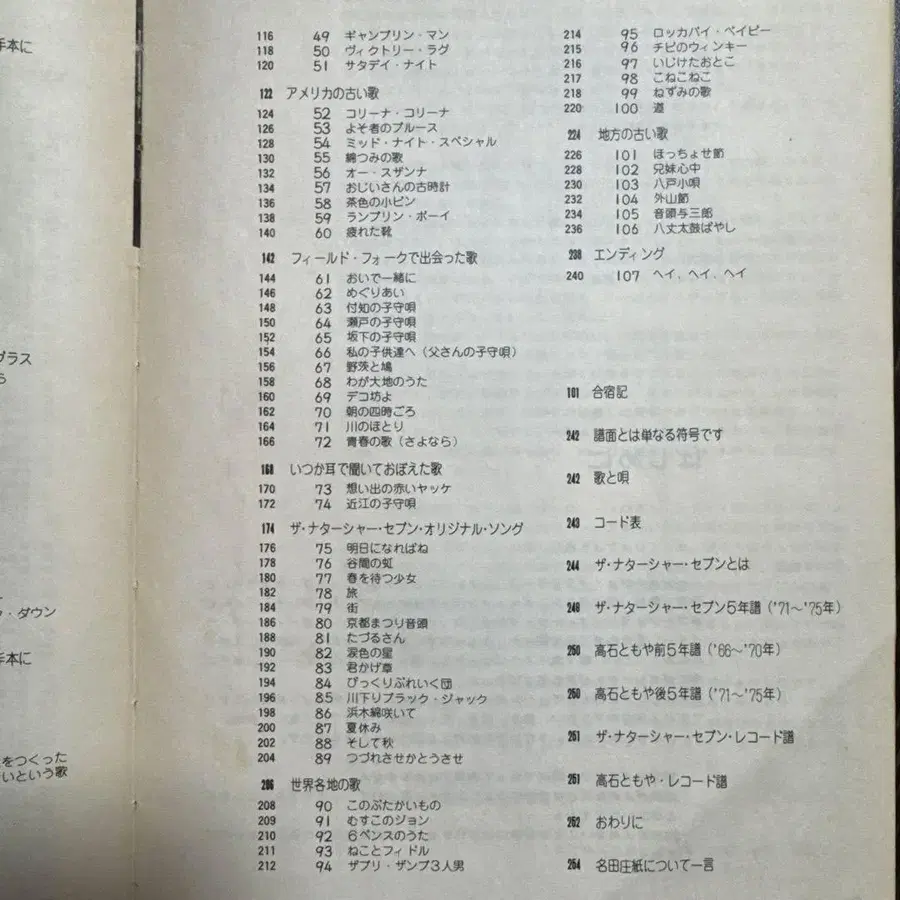 手本に
ラス
ら
ラ・ダウン
手本に
をつくった
いという歌
116 49 ギャンブリン・マン
118 50 ヴィクトリー・ラグ
120 51 サタデイ・ナイト
122 アメリカの古い歌
124 52 コリーナ・コリーナ
126 53 よそ者のブルース
128 54 ミッド・ナイト・スペシャル
130 55 綿つみの歌
132 56 オー・スザンナ
134 57 おじいさんの古時計
136 58 茶色の小ビン
138 59 ランブリン・ボーイ
140 60 疲れた靴
142 フィールド・フォークで出会った歌
144 61 おいで一緒に
146 62 めぐりあい
148 63 付知の子守唄
150 64 瀬戸の子守唄
152 65 坂下の子守唄
154 66 私の子供達へ(父さんの子守唄)
156 67 野茨と鳩
158 68 わが大地のうた
160 69 デコ坊よ
162 70 朝の四時ごろ
164 71 川のほとり
166 72 青春の歌(さよなら)
168 いつか耳で聞いておぼえた歌
170 73 想い出の赤いヤッケ
172 74 近江の子守唄
174 ザ・ナターシャー・セブン・オリジナル・ソング
176 75 明日になればね
178 76 谷間の虹
180 77 春を待つ少女
182 78 旅
184 79 街
186 80 京都まつり音頭
188 81 たづるさん
190 82 涙色の星
192 83 君かげ草
194 84 びっくりぶれいく団
196 85 川下りブラック・ジャック
198 86 浜木綿咲いて
200 87 夏休み
202 88 そして秋
204 89 つづれさせかとうさせ
206 世界各地の歌
208 90 このぶたかいもの
209 91 むすこのジョン
210 92 6ペンスのうた
211 93 ねことフィドル
212 94 ザブリ・ザンブ3人男
214 95 ロッカバイ・ベイビー
215 96 チビのウィンキー
216 97 いじけたおとこ
217 98 こねこねこ
218 99 ねずみの歌
220 100 道
224 地方の古い歌
226 101 ほっちょせ節
228 102 兄妹心中
230 103 八戸小唄
232 104 外山節
234 105 音頭与三郎
236 106 八丈太鼓ばやし
238 エンディング
240 107 ヘイ、ヘイ、ヘイ
101 合宿記
242 譜面とは単なる符号です
242 歌と唄
243 コード表
244 ザ・ナターシャー・セブンとは
249 ザ・ナターシャー・セブン5年譜('71〜'75年)
250 高石ともや前5年譜('66〜'70年)
260 高石ともや後5年譜('71〜'75年)
261 ザ・ナターシャー・セブン・レコード譜
261 高石ともや・レコード譜
262 おわりに
264 名田庄紙について一言